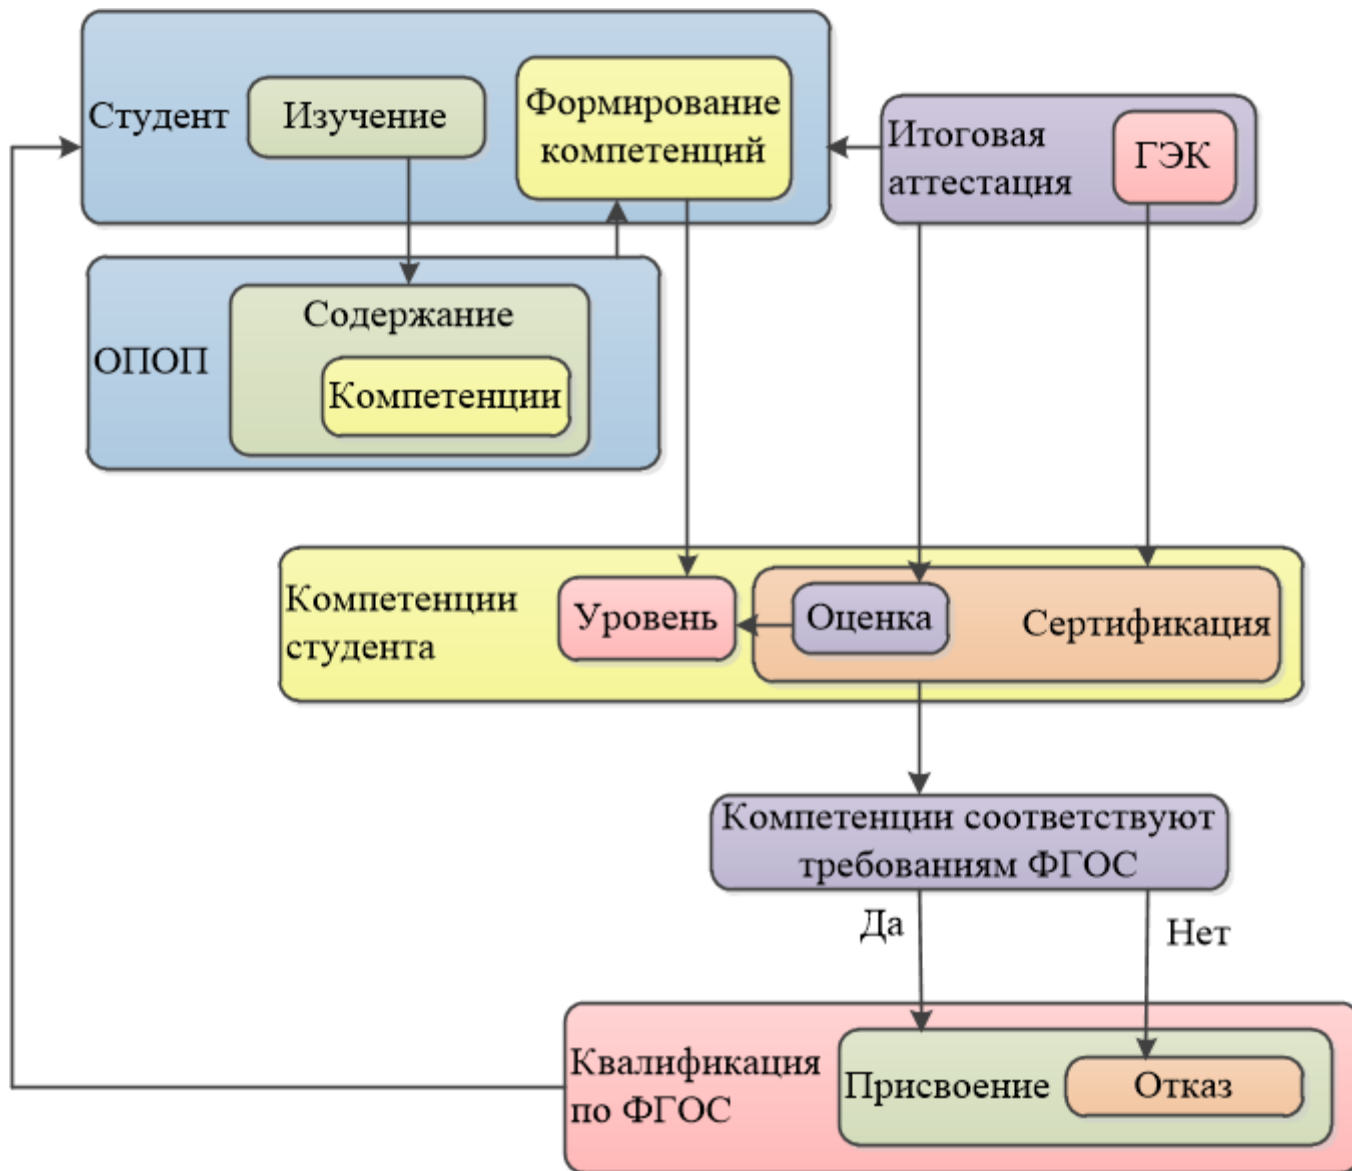 Студент
Изучение
Формирование
компетенций
Итоговая
аттестация
ГЭК
ОПОП
Содержание
Компетенции
Компетенции
студента
Уровень
Оценка
Сертификация
Компетенции соответствуют
требованиям ФГОС
Да
Нет
Квалификация
по ФГОС
Присвоение
Отказ